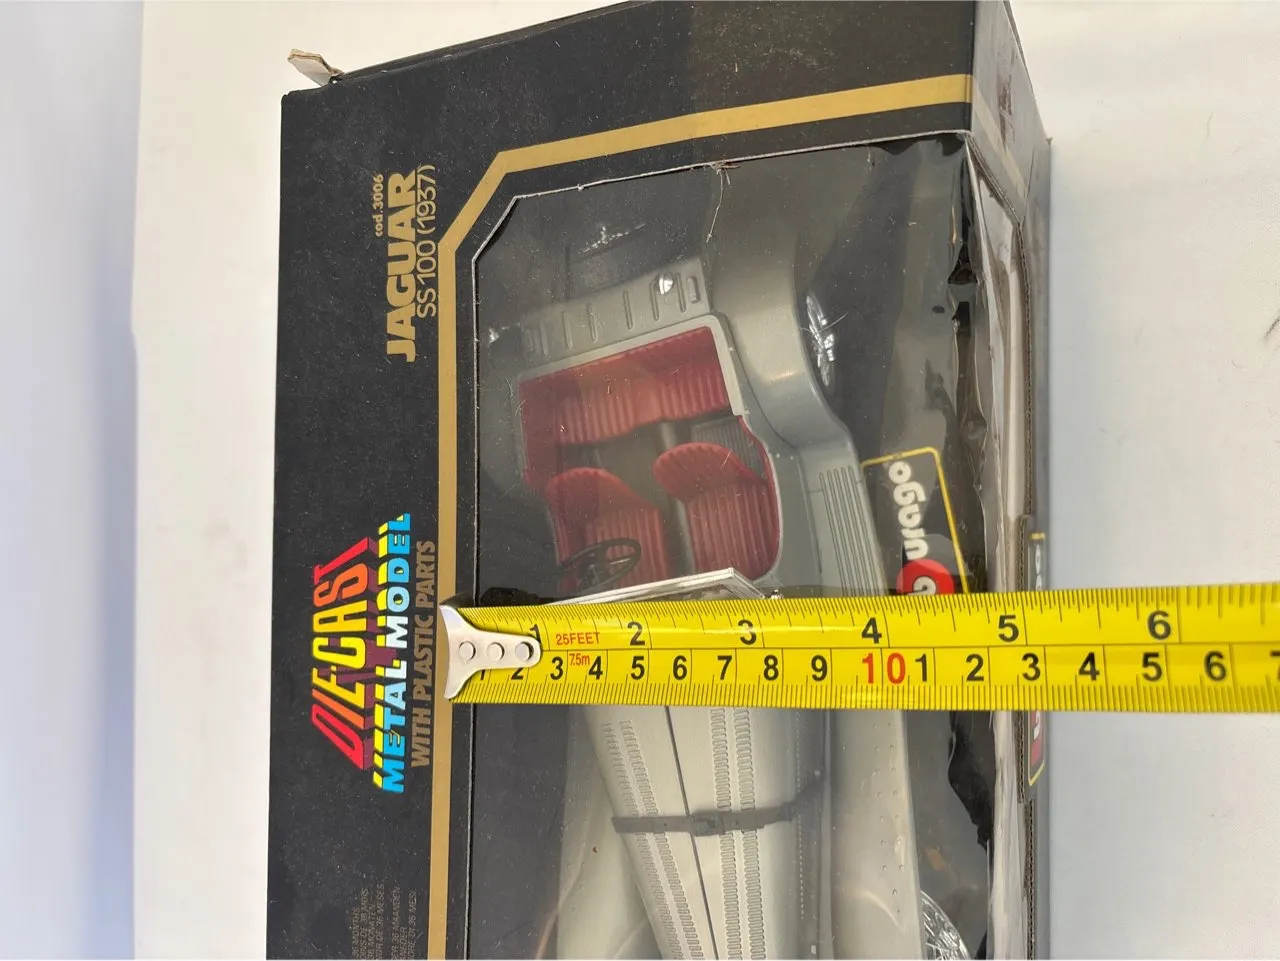 cod.3006
JAGUAR
SS 100 (1937)
DIE-CAST
METAL MODEL
WITH PLASTIC PARTS
urago
1 25FEET 2 3 4 5 6
1 2 3 7.5m 4 5 6 7 8 9 10 1 2 3 4 5 6 7